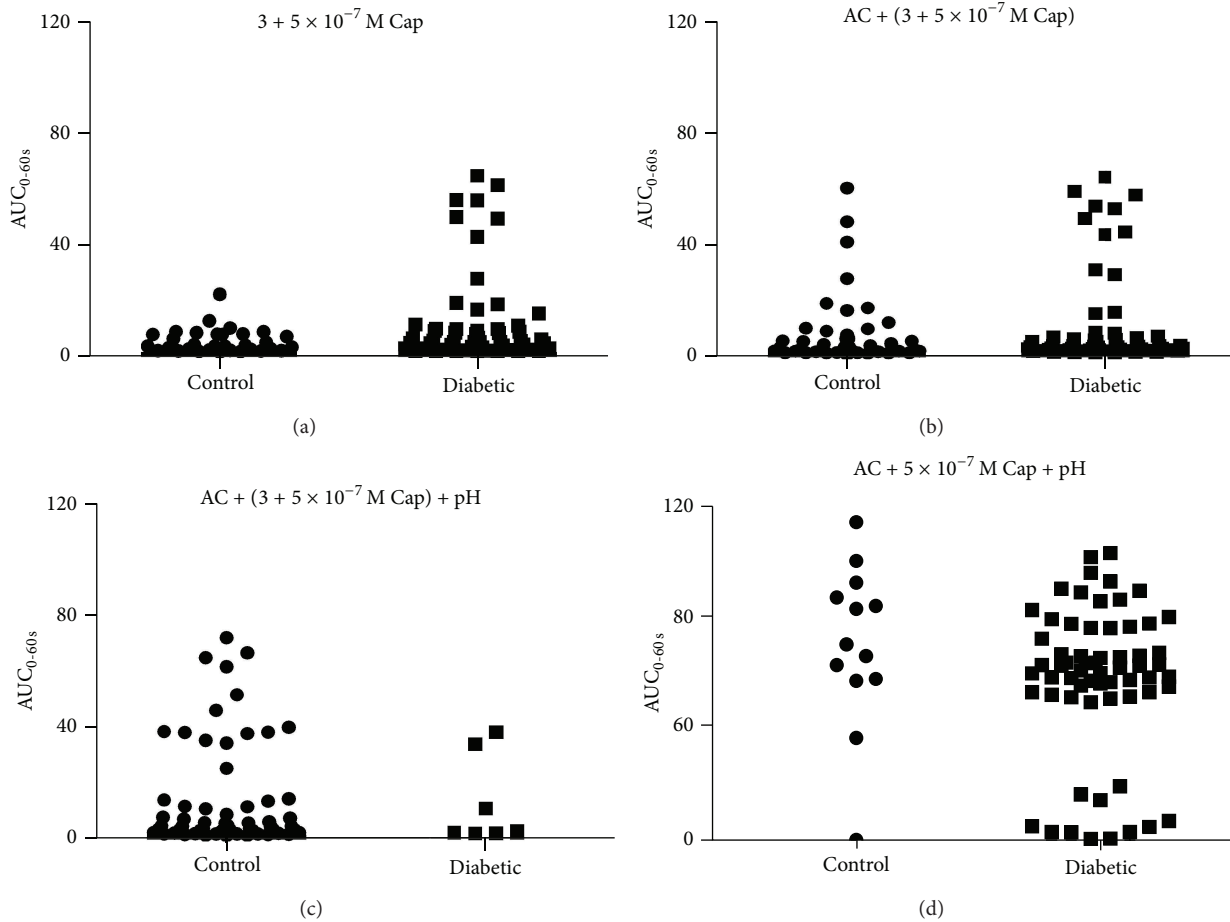 3 + 5 × 10⁻⁷ M Cap
120
80
40
0
AUC₀₋₆₀ₛ
Control
Diabetic
(a)
AC + (3 + 5 × 10⁻⁷ M Cap)
120
80
40
0
AUC₀₋₆₀ₛ
Control
Diabetic
(b)
AC + (3 + 5 × 10⁻⁷ M Cap) + pH
120
80
40
0
AUC₀₋₆₀ₛ
Control
Diabetic
(c)
AC + 5 × 10⁻⁷ M Cap + pH
120
80
60
0
AUC₀₋₆₀ₛ
Control
Diabetic
(d)